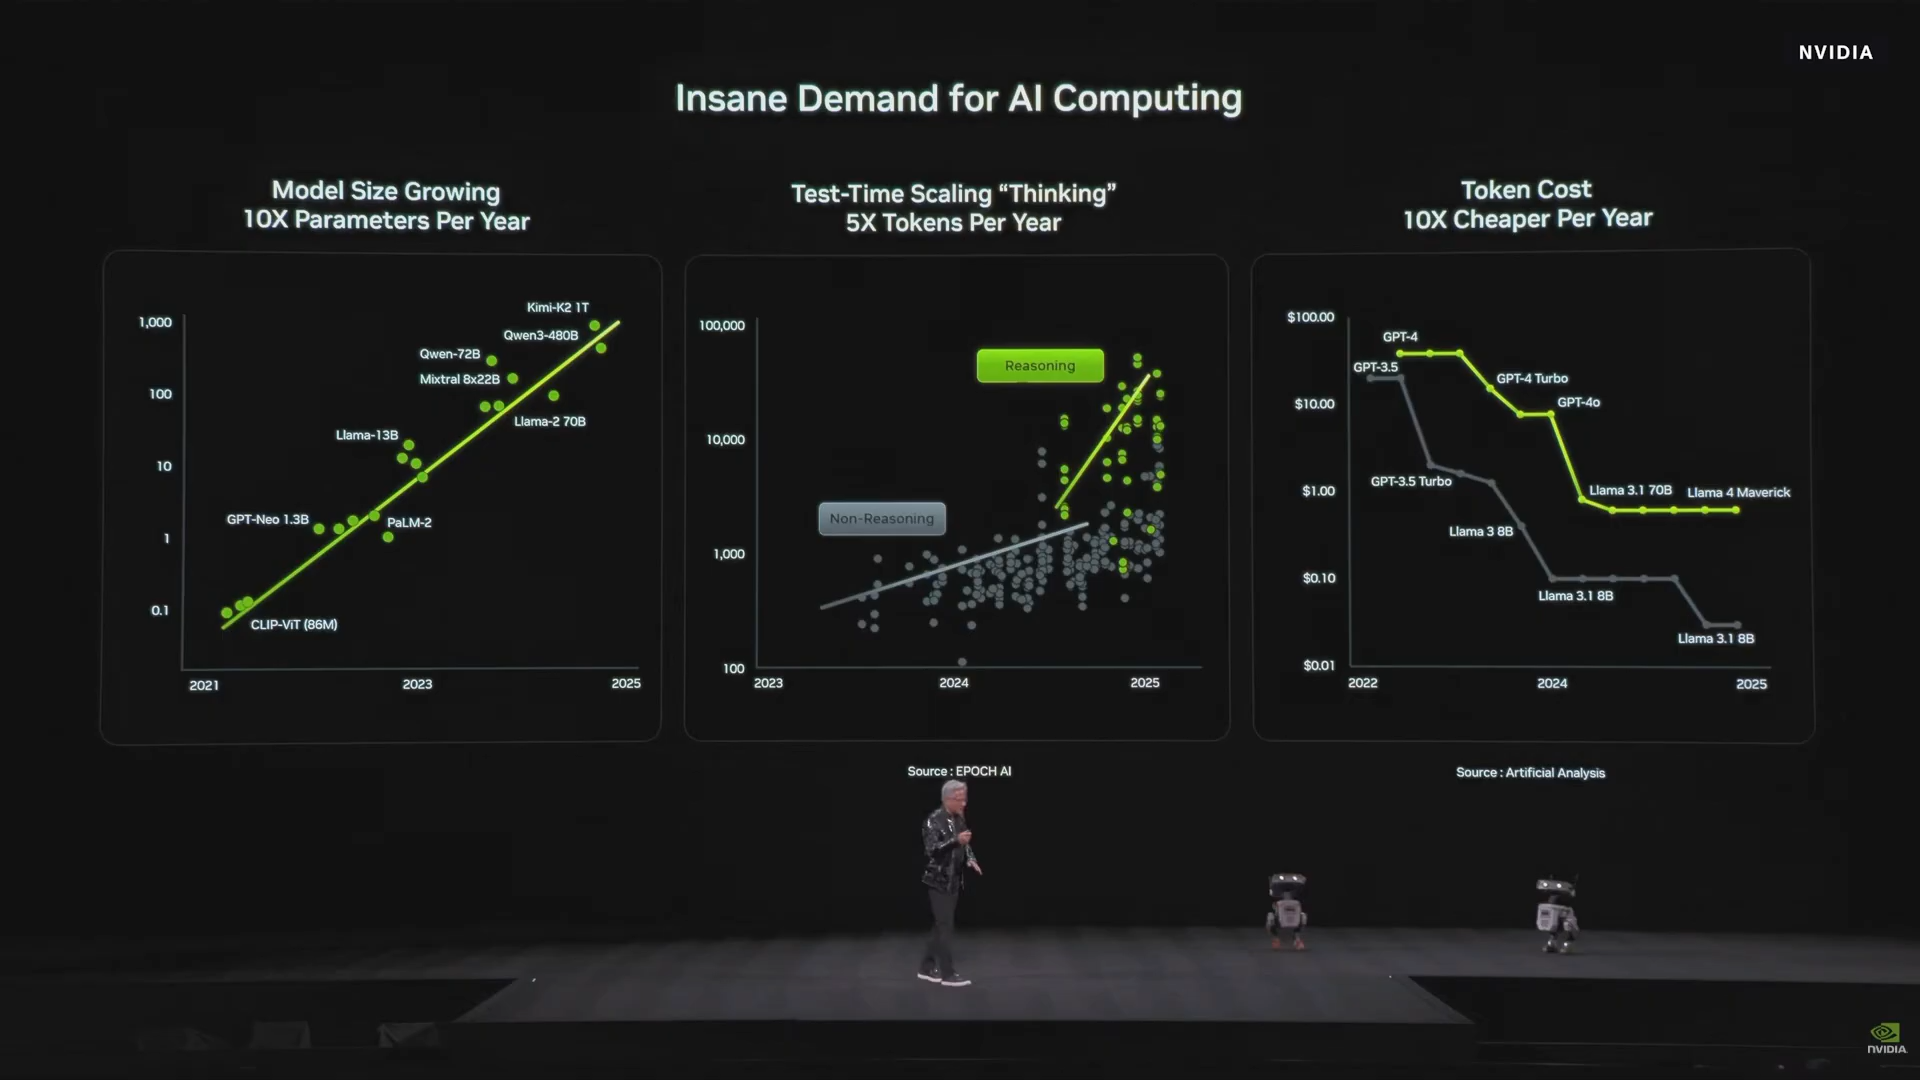 NVIDIA
Insane Demand for AI Computing
Model Size Growing
10X Parameters Per Year
1,000
100
10
1
0.1
Kimi-K2 1T
Qwen3-480B
Qwen-72B
Mixtral 8x22B
Llama-2 70B
Llama-13B
GPT-Neo 1.3B
PaLM-2
CLIP-ViT (86M)
2021
2023
2025
Test-Time Scaling “Thinking”
5X Tokens Per Year
100,000
10,000
1,000
100
Reasoning
Non-Reasoning
2023
2024
2025
Source : EPOCH AI
Token Cost
10X Cheaper Per Year
$100.00
$10.00
$1.00
$0.10
$0.01
GPT-4
GPT-3.5
GPT-4 Turbo
GPT-4o
GPT-3.5 Turbo
Llama 3.1 70B
Llama 4 Maverick
Llama 3 8B
Llama 3.1 8B
Llama 3.1 8B
2022
2024
2025
Source : Artificial Analysis
NVIDIA